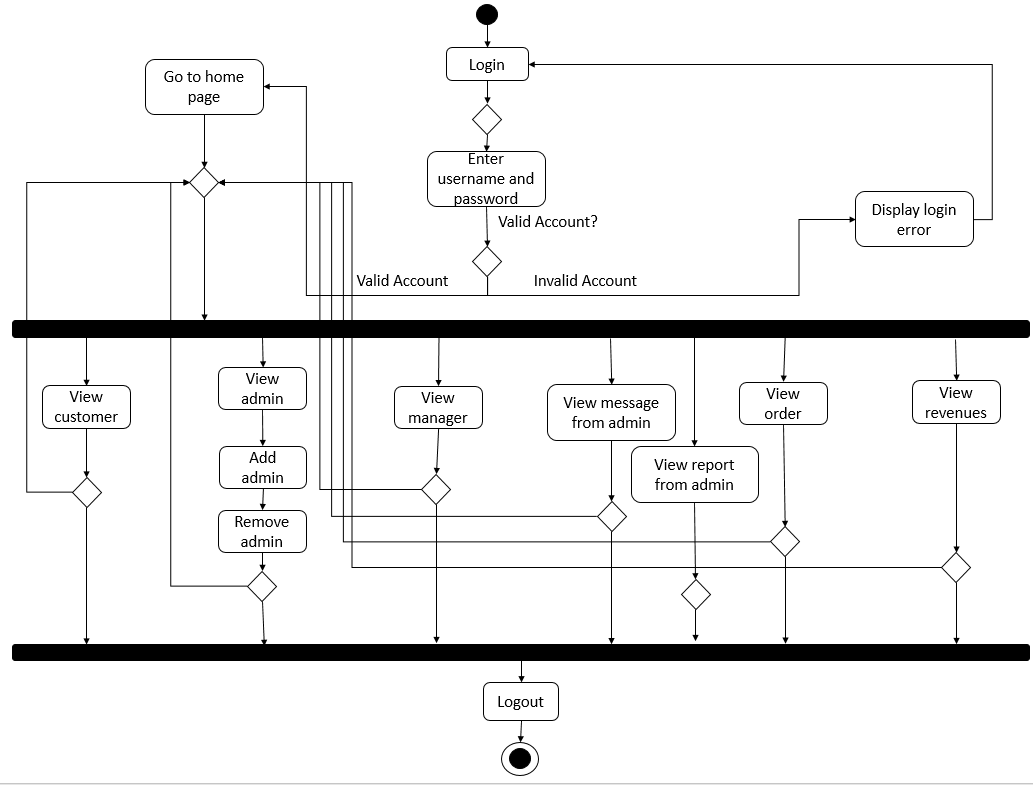 Login
Go to home
page
Enter
username and
password
Valid Account?
Display login
error
Valid Account
Invalid Account
View
customer
View
admin
View
manager
View message
from admin
View
order
View
revenues
Add
admin
View report
from admin
Remove
admin
Logout